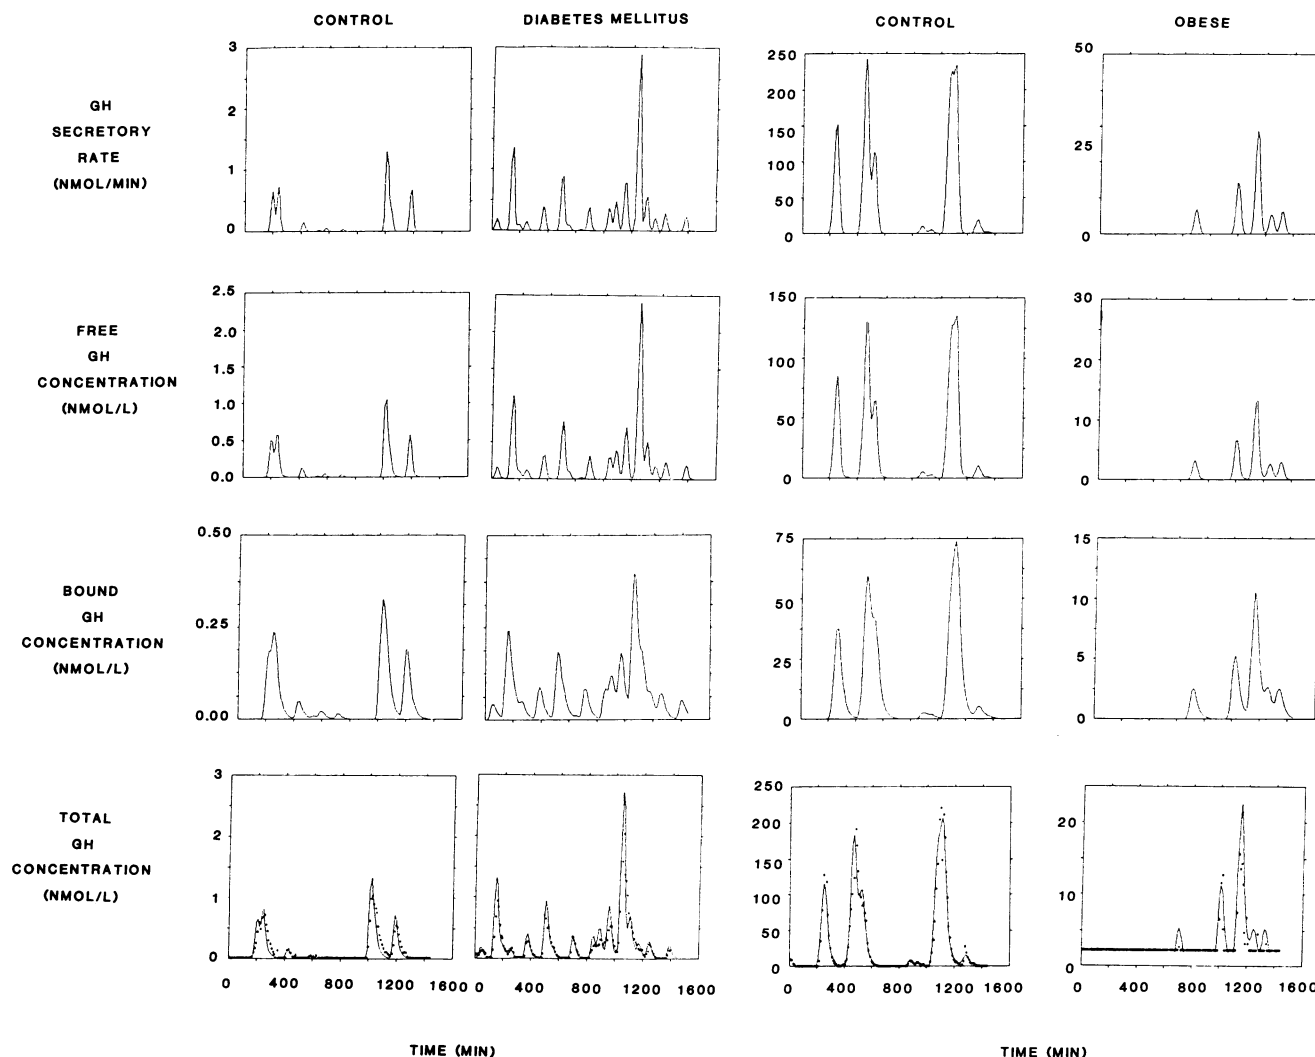 CONTROL
DIABETES MELLITUS
CONTROL
OBESE
GH
SECRETORY
RATE
(NMOL/MIN)
3
2
1
0
250
200
150
100
50
0
50
25
0
FREE
GH
CONCENTRATION
(NMOL/L)
2.5
2.0
1.5
1.0
0.5
0.0
150
100
50
0
30
20
10
0
BOUND
GH
CONCENTRATION
(NMOL/L)
0.50
0.25
0.00
75
50
25
0
15
10
5
0
TOTAL
GH
CONCENTRATION
(NMOL/L)
3
2
1
0
250
200
150
100
50
0
20
10
0
0 400 800 1200 1600
0 400 800 1200 1600
0 400 800 1200 1600
0 400 800 1200 1600
TIME (MIN)
TIME (MIN)